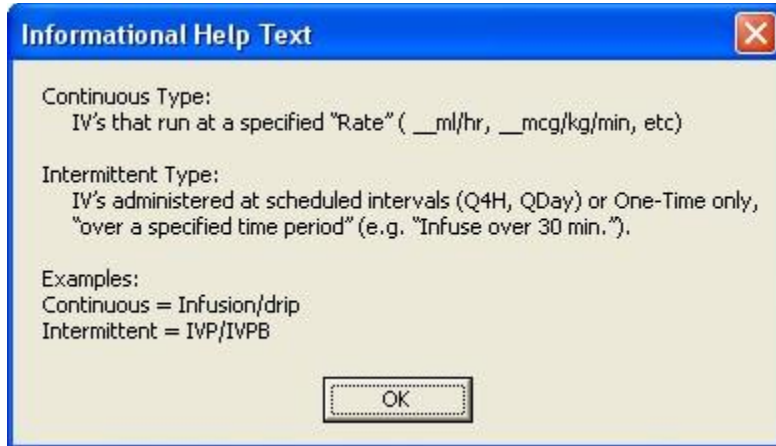 Informational Help Text
Continuous Type:
IV's that run at a specified "Rate" ( __ml/hr, __mcg/kg/min, etc)
Intermittent Type:
IV's administered at scheduled intervals (Q4H, QDay) or One-Time only,
"over a specified time period" (e.g. "Infuse over 30 min.").
Examples:
Continuous = Infusion/drip
Intermittent = IVP/IVPB
OK